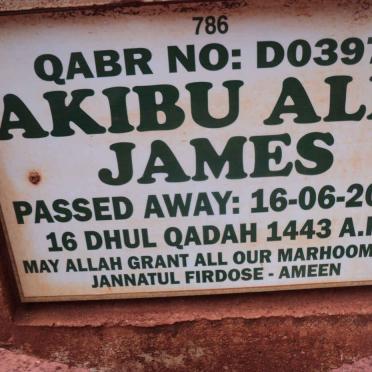 786
QABR NO: D0397
AKIBU ALI
JAMES
PASSED AWAY: 16-06-20
16 DHUL QADAH 1443 A.
MAY ALLAH GRANT ALL OUR MARHOOM
JANNATUL FIRDOSE - AMEEN